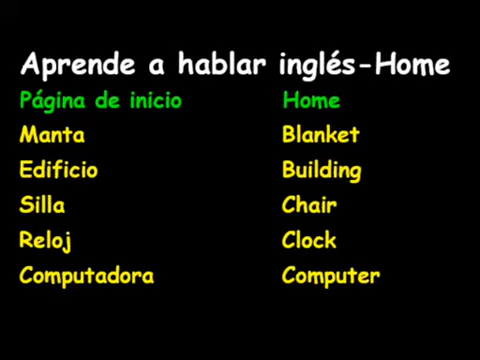 Aprende a hablar inglés-Home
Página de inicio Home
Manta Blanket
Edificio Building
Silla Chair
Reloj Clock
Computadora Computer